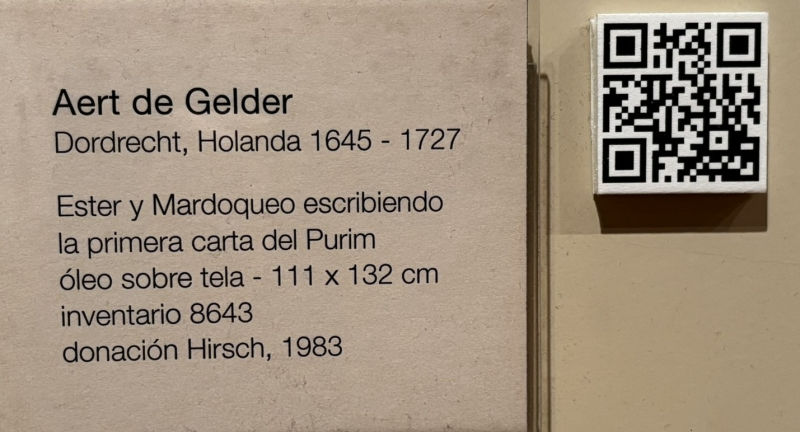 Aert de Gelder
Dordrecht, Holanda 1645 - 1727
Ester y Mardoqueo escribiendo
la primera carta del Purim
óleo sobre tela - 111 x 132 cm
inventario 8643
donación Hirsch, 1983